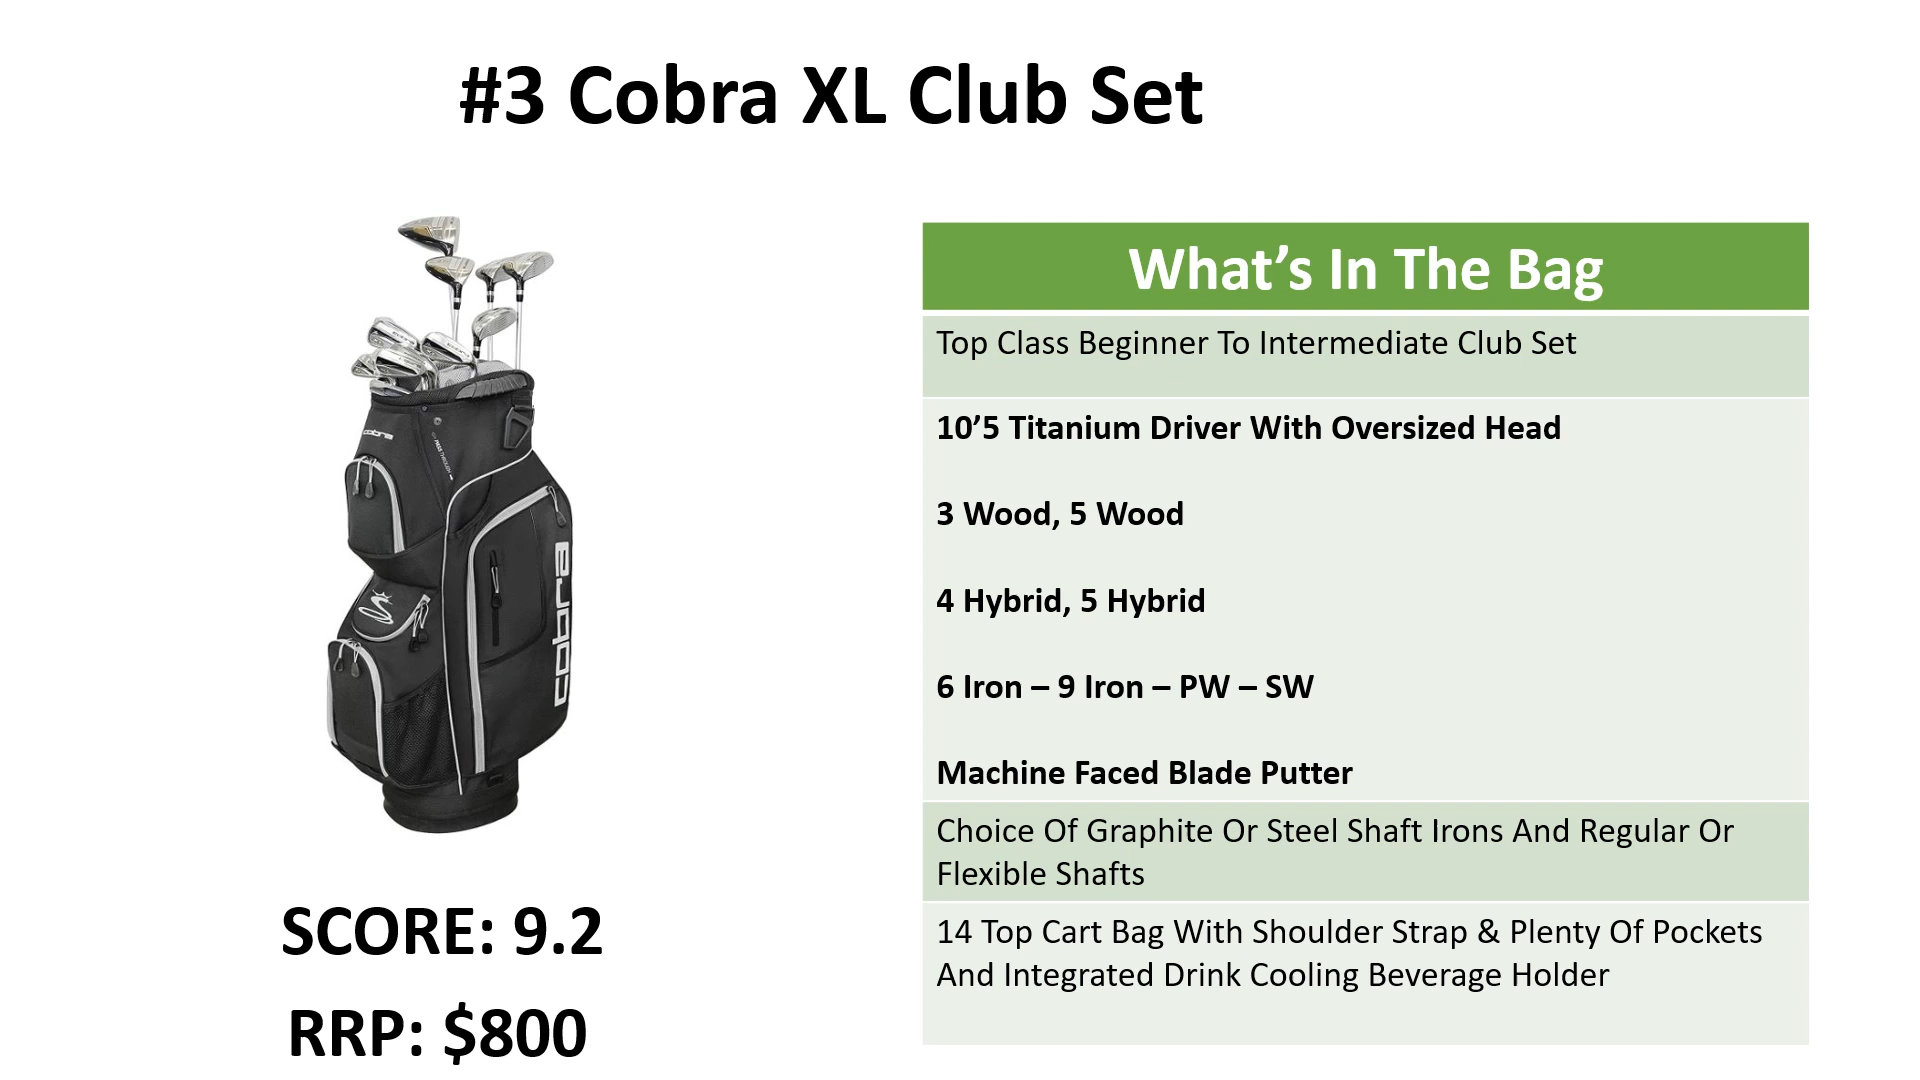 #3 Cobra XL Club Set
cobra
cobra
SCORE: 9.2
RRP: $800
What’s In The Bag
Top Class Beginner To Intermediate Club Set
10’5 Titanium Driver With Oversized Head
3 Wood, 5 Wood
4 Hybrid, 5 Hybrid
6 Iron – 9 Iron – PW – SW
Machine Faced Blade Putter
Choice Of Graphite Or Steel Shaft Irons And Regular Or
Flexible Shafts
14 Top Cart Bag With Shoulder Strap & Plenty Of Pockets
And Integrated Drink Cooling Beverage Holder